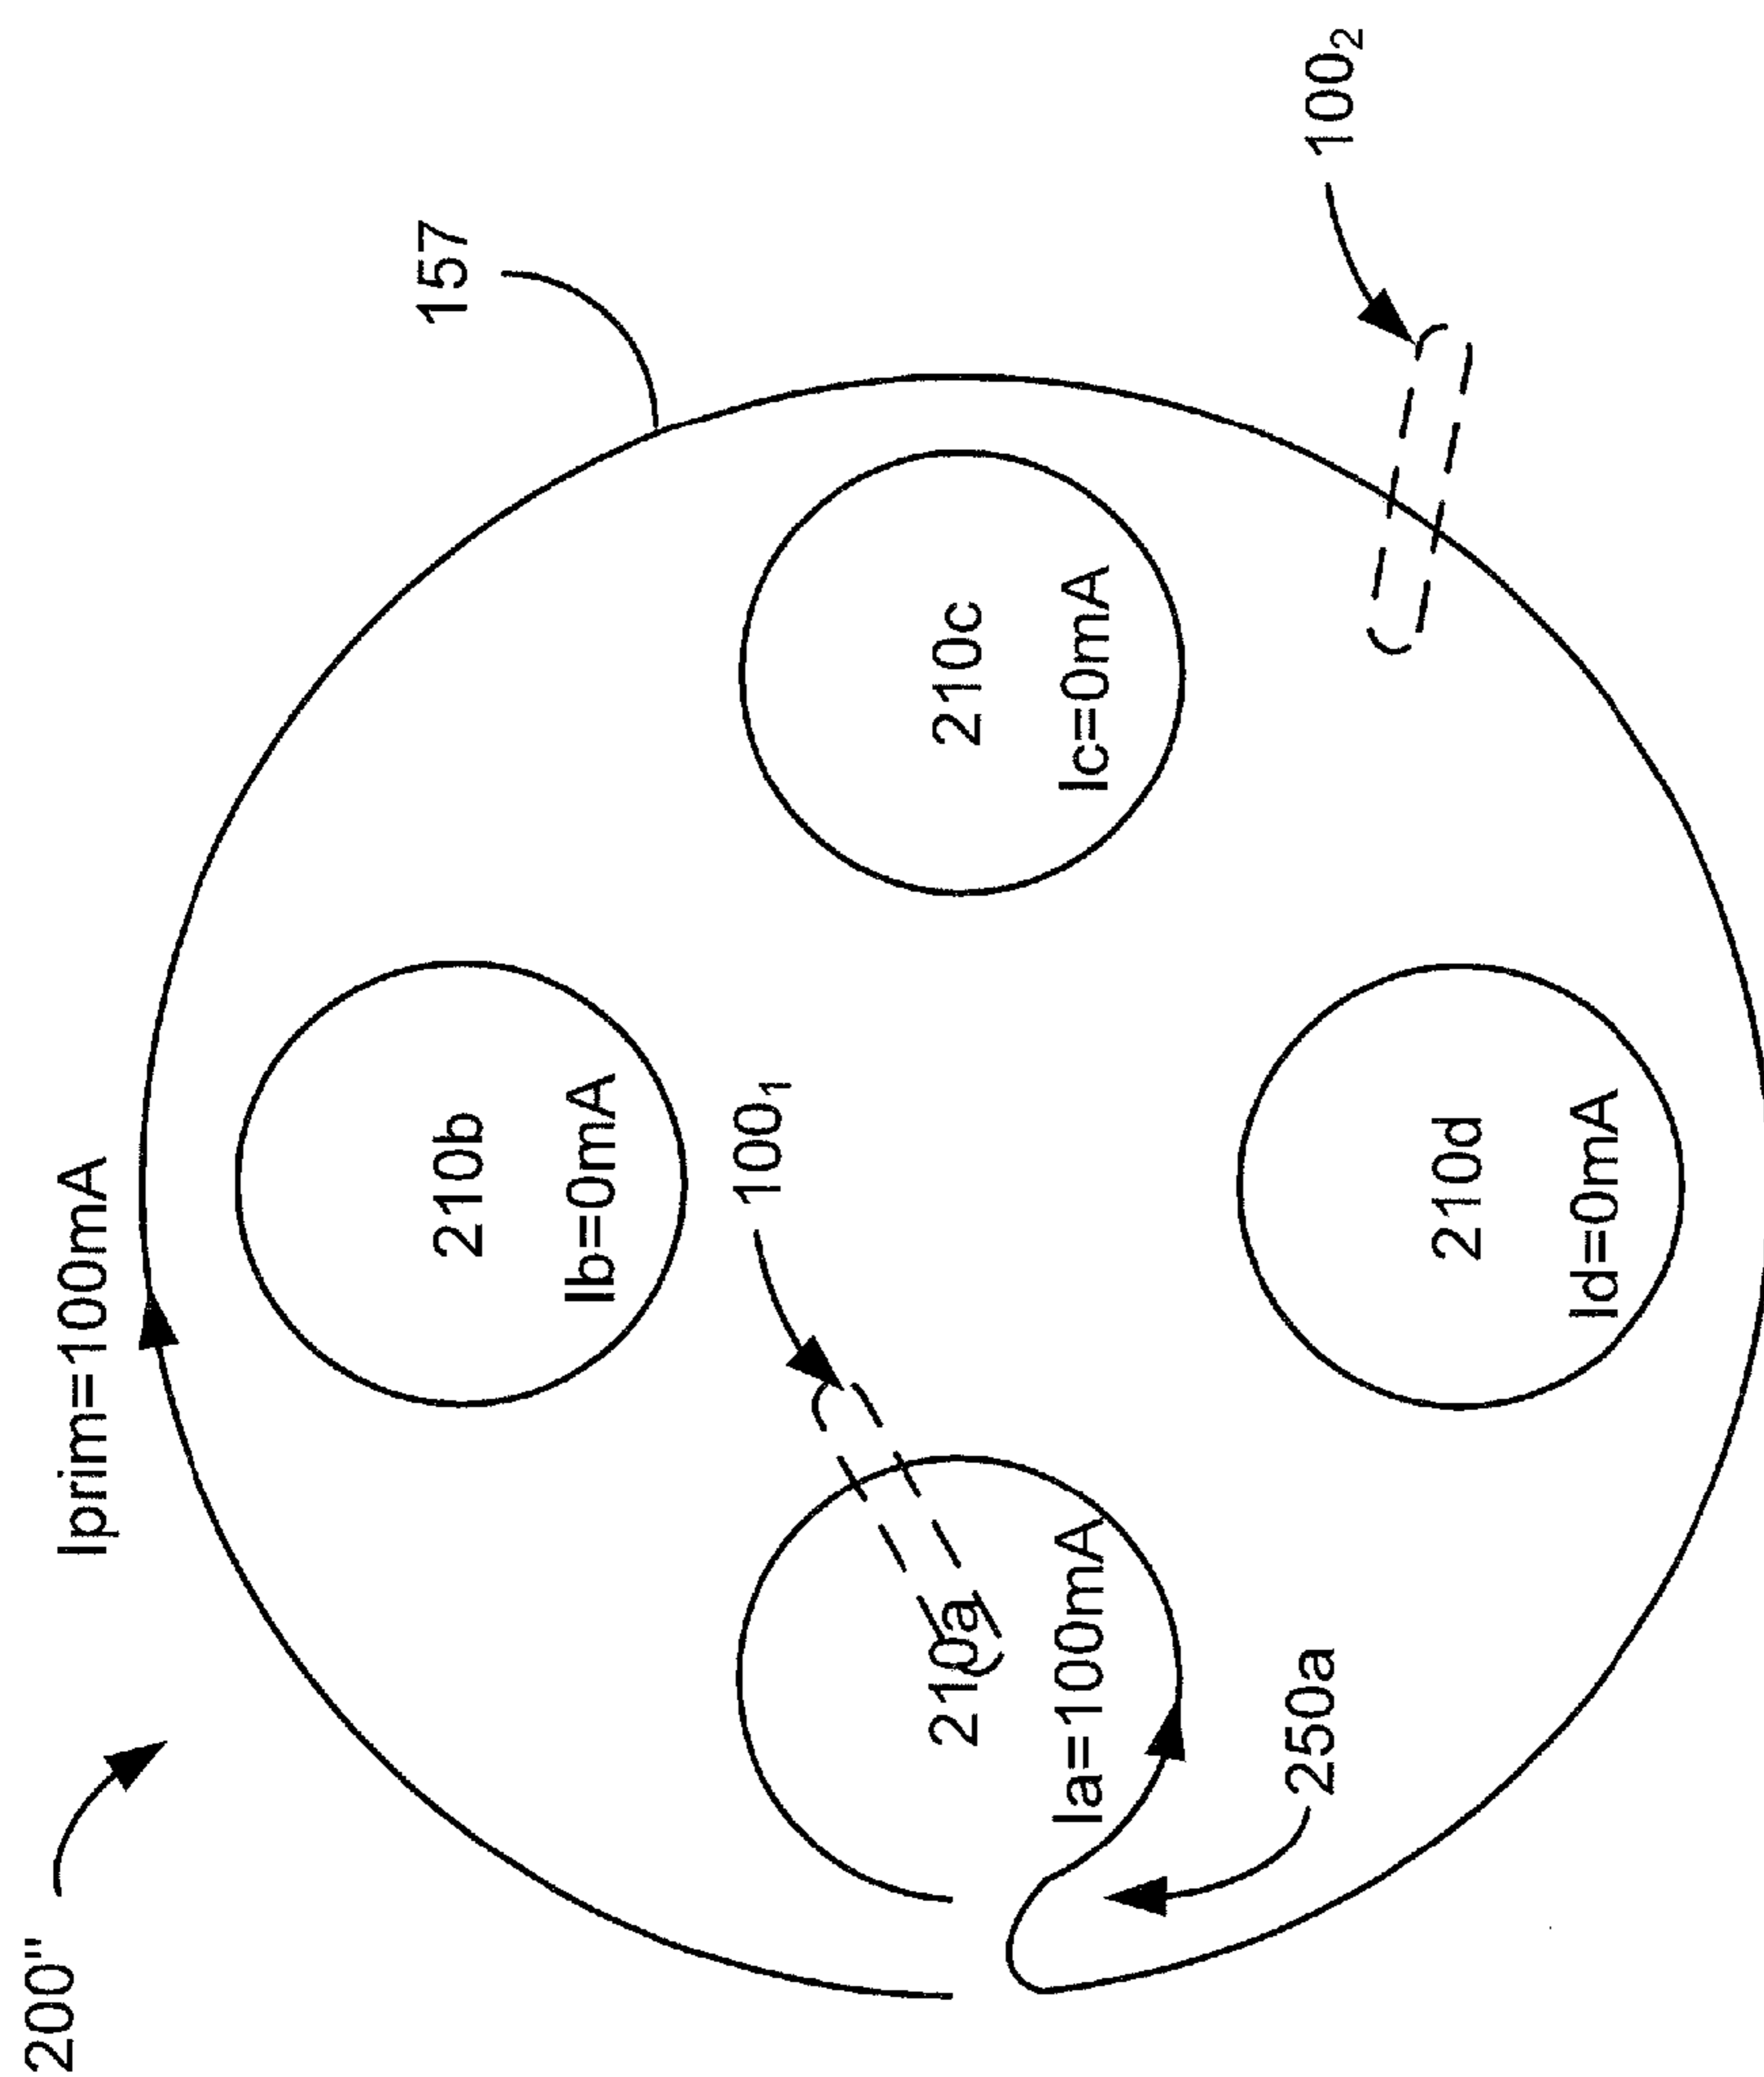 200"
Iprim=100mA
157
210b
Ib=0mA
100₁
210a
Ia=100mA
250a
210c
Ic=0mA
210d
Id=0mA
100₂